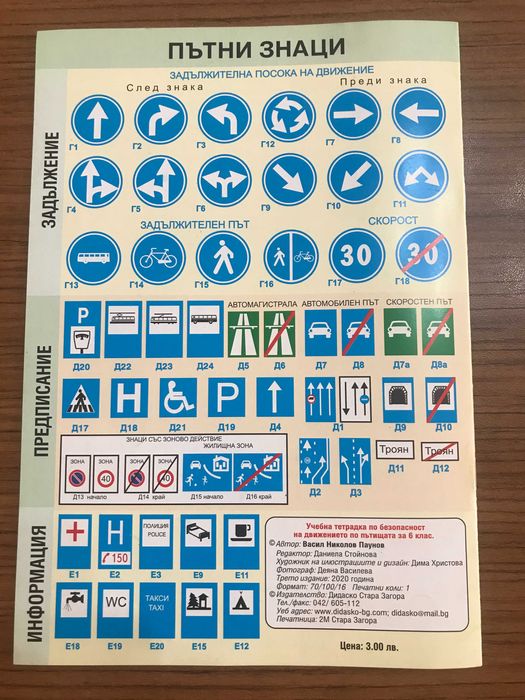 ПЪТНИ ЗНАЦИ
ЗАДЪЛЖЕНИЕ
ЗАДЪЛЖИТЕЛНА ПОСОКА НА ДВИЖЕНИЕ
След знака Преди знака
Г1 Г2 Г3 Г12 Г7 Г8
Г4 Г5 Г6 Г9 Г10 Г11
ЗАДЪЛЖИТЕЛЕН ПЪТ СКОРОСТ
30 30
Г13 Г14 Г15 Г16 Г17 Г18
ПРЕДПИСАНИЕ
АВТОМАГИСТРАЛА АВТОМОБИЛЕН ПЪТ СКОРОСТЕН ПЪТ
P
Д20 Д22 Д23 Д24 Д5 Д6 Д7 Д8 Д7а Д8а
H P
Д17 Д18 Д21 Д19 Д4 Д1 Д9 Д10
ЗНАЦИ СЪС ЗОНОВО ДЕЙСТВИЕ
ЖИЛИЩНА ЗОНА
ЗОНА ЗОНА ЗОНА ЗОНА
40 40
Д13 начало Д14 край Д15 начало Д16 край
Д2 Д3
Троян Троян
Д11 Д12
ИНФОРМАЦИЯ
H
150
ПОЛИЦИЯ
POLICE
Е1 Е2 Е3 Е9 Е11
WC
ТАКСИ
TAXI
Е18 Е19 Е20 Е15 Е12
Учебна тетрадка по безопасност
на движението по пътищата за 6 клас.
© Автор: Васил Николов Паунов
Редактор: Даниела Стойнова
Художник на илюстрациите и дизайн: Дима Христова
Фотограф: Деяна Василева
Трето издание: 2020 година
Формат: 70/100/16 Печатни коли: 1
© Издателство: Дидаско Стара Загора
Тел./факс: 042/ 605-112
Уеб адрес: www.didasko-bg.com; didasko@mail.bg
Печатница: 2М Стара Загора
Цена: 3.00 лв.